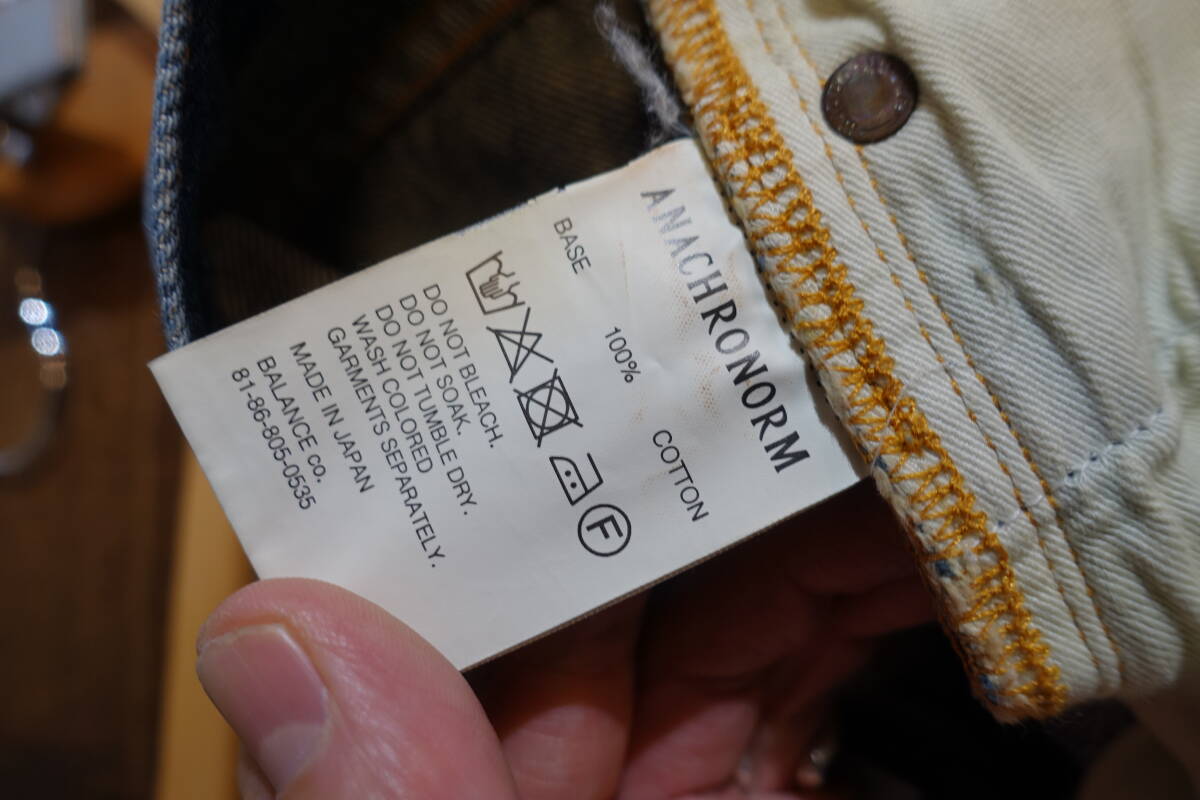 ANACHRONORM
BASE 100% COTTON
F
DO NOT BLEACH.
DO NOT SOAK.
DO NOT TUMBLE DRY.
WASH COLORED
GARMENTS SEPARATELY.
MADE IN JAPAN
BALANCE co.
81-86-805-0535